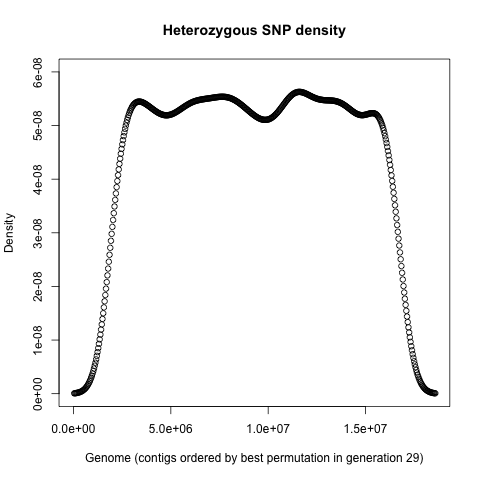 Heterozygous SNP density
Density
6e-08
5e-08
4e-08
3e-08
2e-08
1e-08
0e+00
0.0e+00 5.0e+06 1.0e+07 1.5e+07
Genome (contigs ordered by best permutation in generation 29)